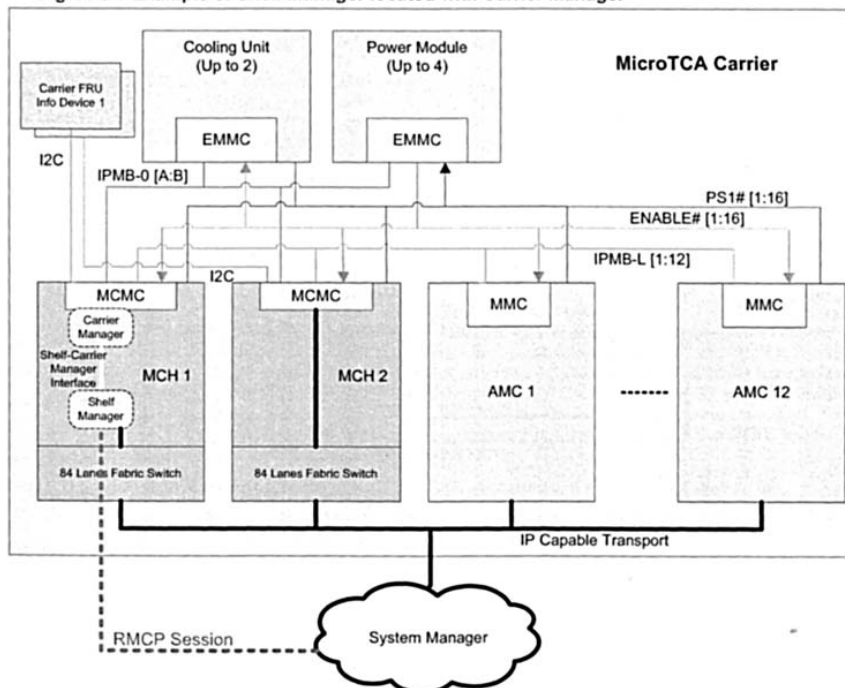 Cooling Unit
(Up to 2)
Power Module
(Up to 4)
MicroTCA Carrier
Carrier FRU
Info Device 1
EMMC
EMMC
I2C
IPMB-0 [A:B]
PS1# [1:16]
ENABLE# [1:16]
IPMB-L [1:12]
I2C
MCMC
MCMC
MMC
MMC
Carrier
Manager
Shelf-Carrier
Manager
Interface
MCH 1
MCH 2
AMC 1
AMC 12
Shelf
Manager
84 Lanes Fabric Switch
84 Lanes Fabric Switch
IP Capable Transport
RMCP Session
System Manager